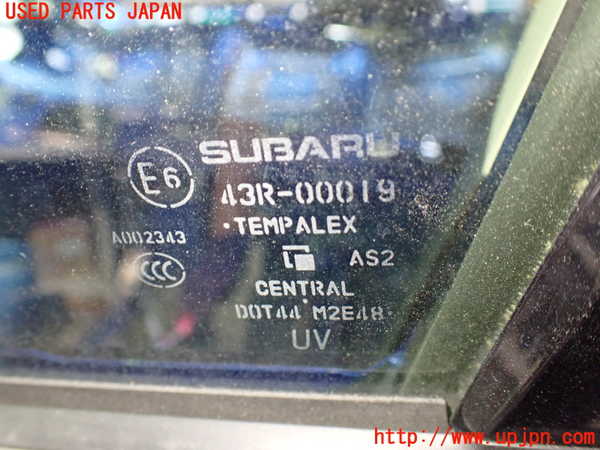 USED PARTS JAPAN
SUBARU
E6
43R-00019
・TEMPALEX
A002343
CCC
AS2
CENTRAL
DOT44 M2E48
UV
http://www.upjpn.com